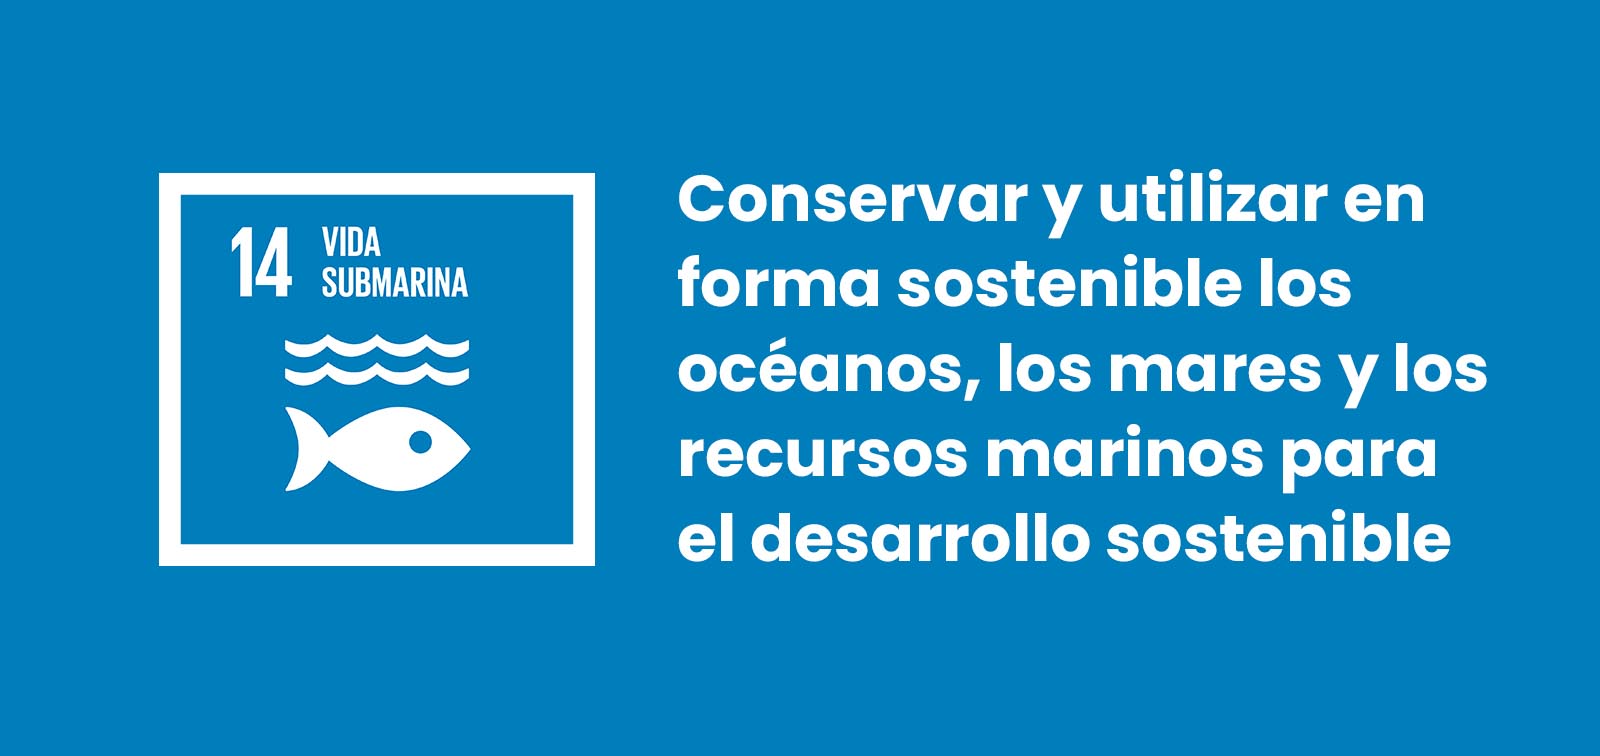 14 VIDA
SUBMARINA
Conservar y utilizar en
forma sostenible los
océanos, los mares y los
recursos marinos para
el desarrollo sostenible